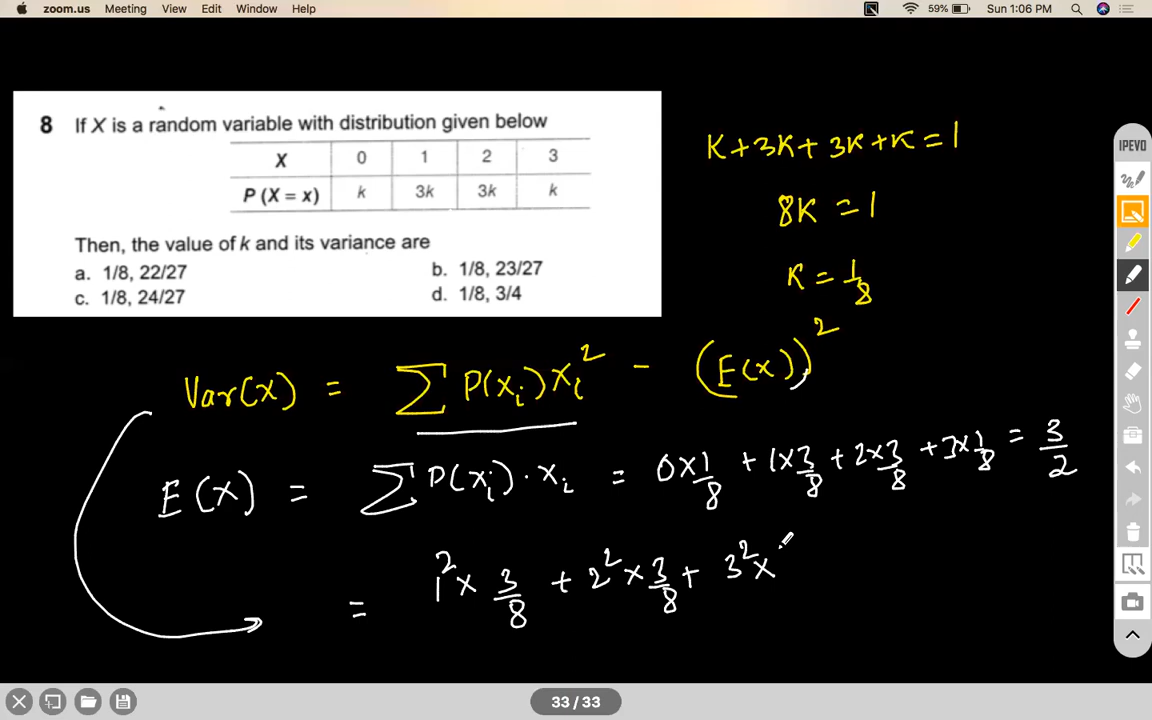 zoom.us Meeting View Edit Window Help 59% Sun 1:06 PM
8 If X is a random variable with distribution given below
X 0 1 2 3
P (X = x) k 3k 3k k
Then, the value of k and its variance are
a. 1/8, 22/27 b. 1/8, 23/27
c. 1/8, 24/27 d. 1/8, 3/4
K+3K+3K+K=1
8K = 1
K = 1/8
Var(X) = ∑ P(xᵢ)xᵢ² - (E(x))²
E(X) = ∑ P(xᵢ)·xᵢ = 0×1/8 + 1×3/8 + 2×3/8 + 3×1/8 = 3/2
= 1²× 3/8 + 2²×3/8 + 3²×
IPEVO
33 / 33